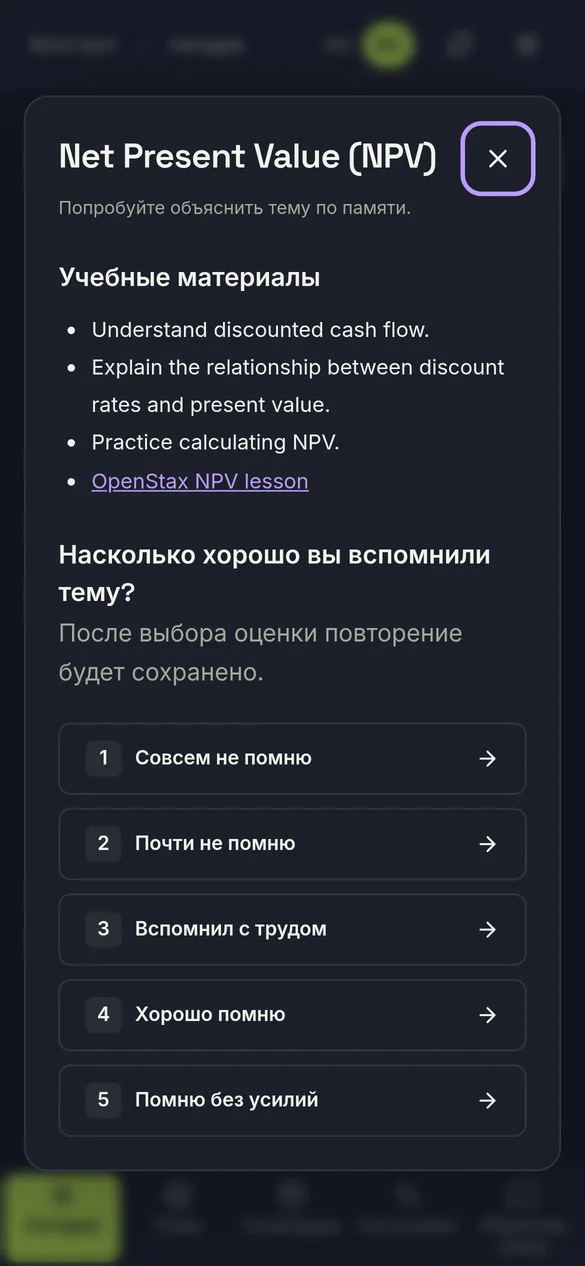 Net Present Value (NPV)
Попробуйте объяснить тему по памяти.
Учебные материалы
Understand discounted cash flow.
Explain the relationship between discount
rates and present value.
Practice calculating NPV.
OpenStax NPV lesson
Насколько хорошо вы вспомнили
тему?
После выбора оценки повторение
будет сохранено.
1 Совсем не помню
2 Почти не помню
3 Вспомнил с трудом
4 Хорошо помню
5 Помню без усилий